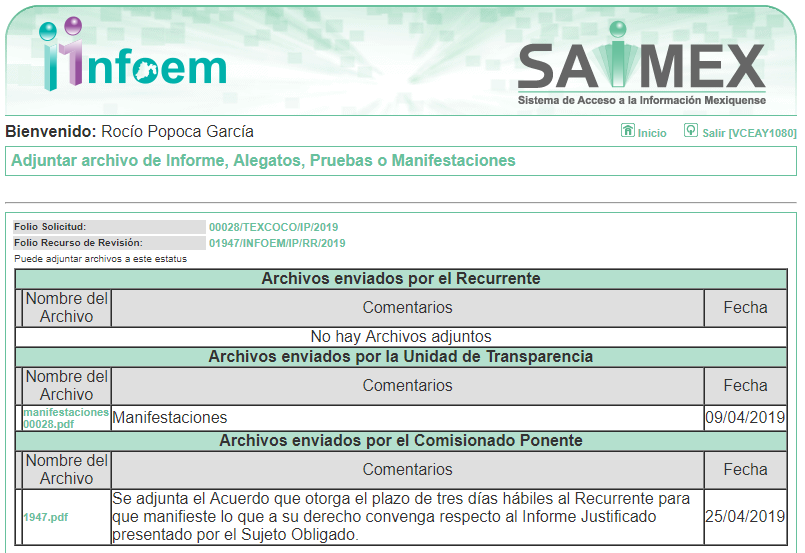 infoem
SAIMEX
Sistema de Acceso a la Información Mexiquense
Bienvenido: Rocío Popoca García
Inicio
Salir [VCEAY1080]
Adjuntar archivo de Informe, Alegatos, Pruebas o Manifestaciones
Folio Solicitud: 00028/TEXCOCO/IP/2019
Folio Recurso de Revisión: 01947/INFOEM/IP/RR/2019
Puede adjuntar archivos a este estatus
Archivos enviados por el Recurrente
Nombre del
Archivo
Comentarios
Fecha
No hay Archivos adjuntos
Archivos enviados por la Unidad de Transparencia
Nombre del
Archivo
Comentarios
Fecha
manifestaciones
00028.pdf
Manifestaciones
09/04/2019
Archivos enviados por el Comisionado Ponente
Nombre del
Archivo
Comentarios
Fecha
1947.pdf
Se adjunta el Acuerdo que otorga el plazo de tres días hábiles al Recurrente para
que manifieste lo que a su derecho convenga respecto al Informe Justificado
presentado por el Sujeto Obligado.
25/04/2019